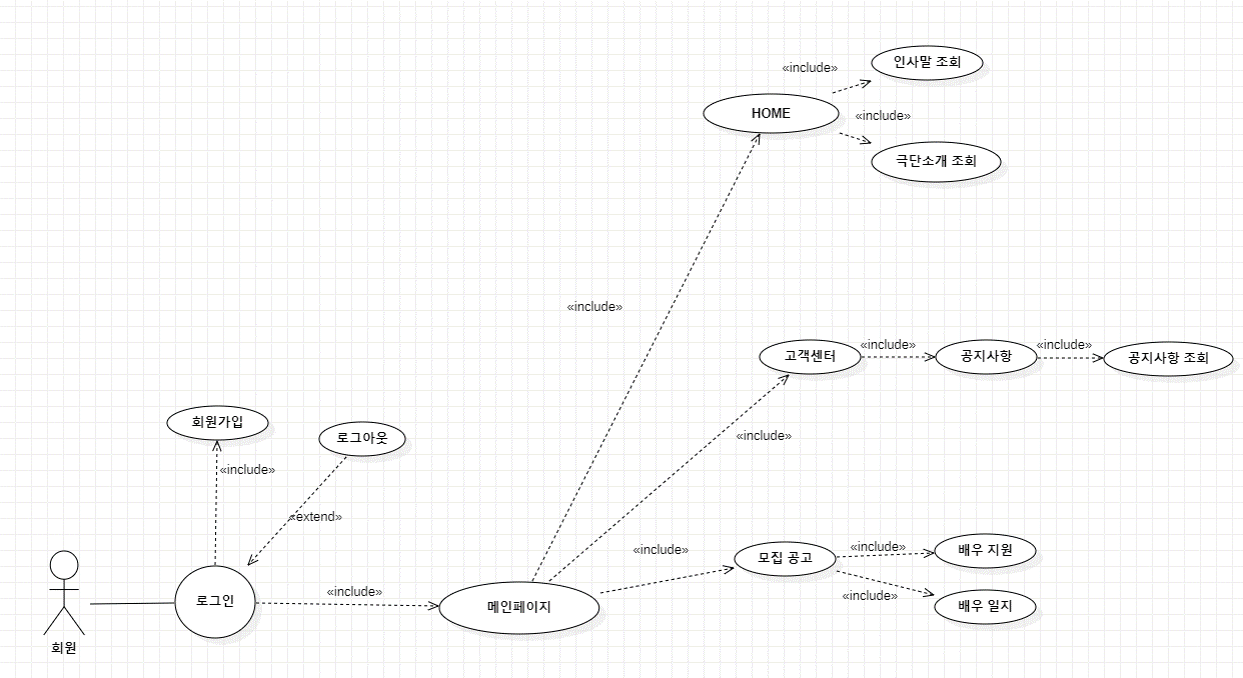 «include»
인사말 조회
HOME
«include»
극단소개 조회
«include»
고객센터
«include»
공지사항
«include»
공지사항 조회
회원가입
로그아웃
«include»
«include»
«extend»
«include»
모집 공고
«include»
배우 지원
«include»
배우 일지
로그인
«include»
메인페이지
회원